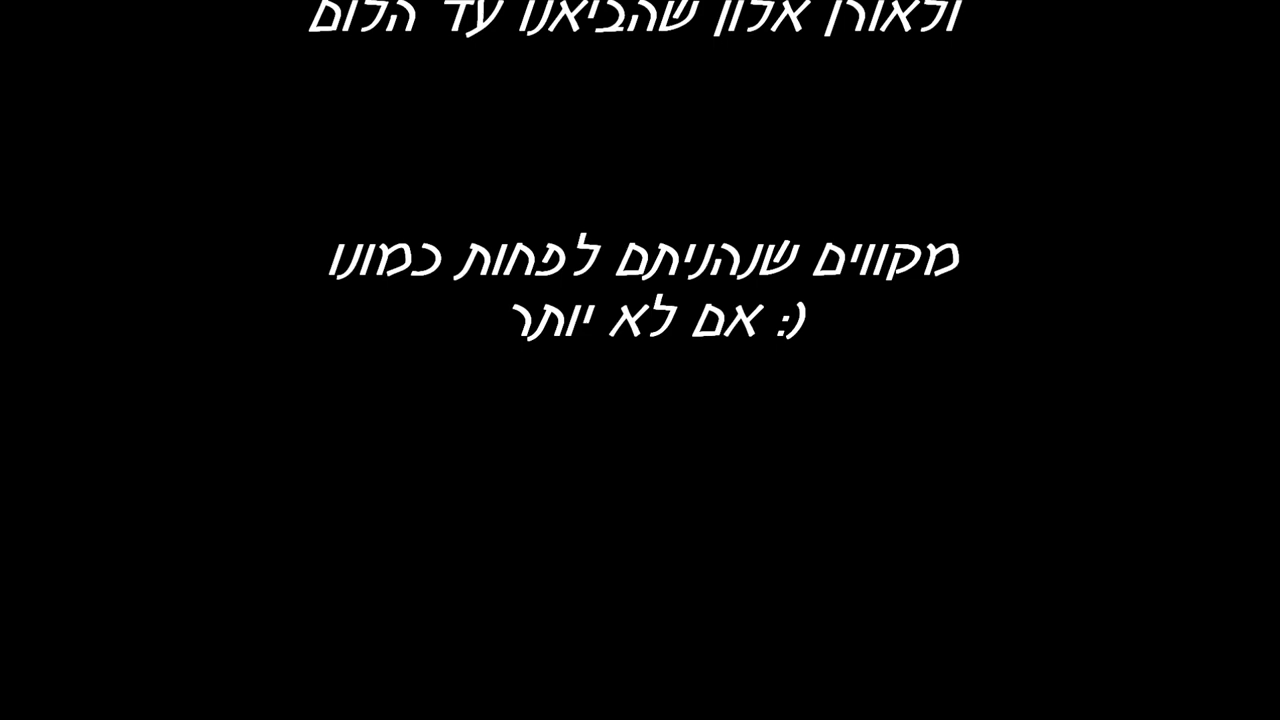 ולאורן אלון שהביאנו עד הלום
מקווים שנהניתם לפחות כמונו
אם לא יותר :)